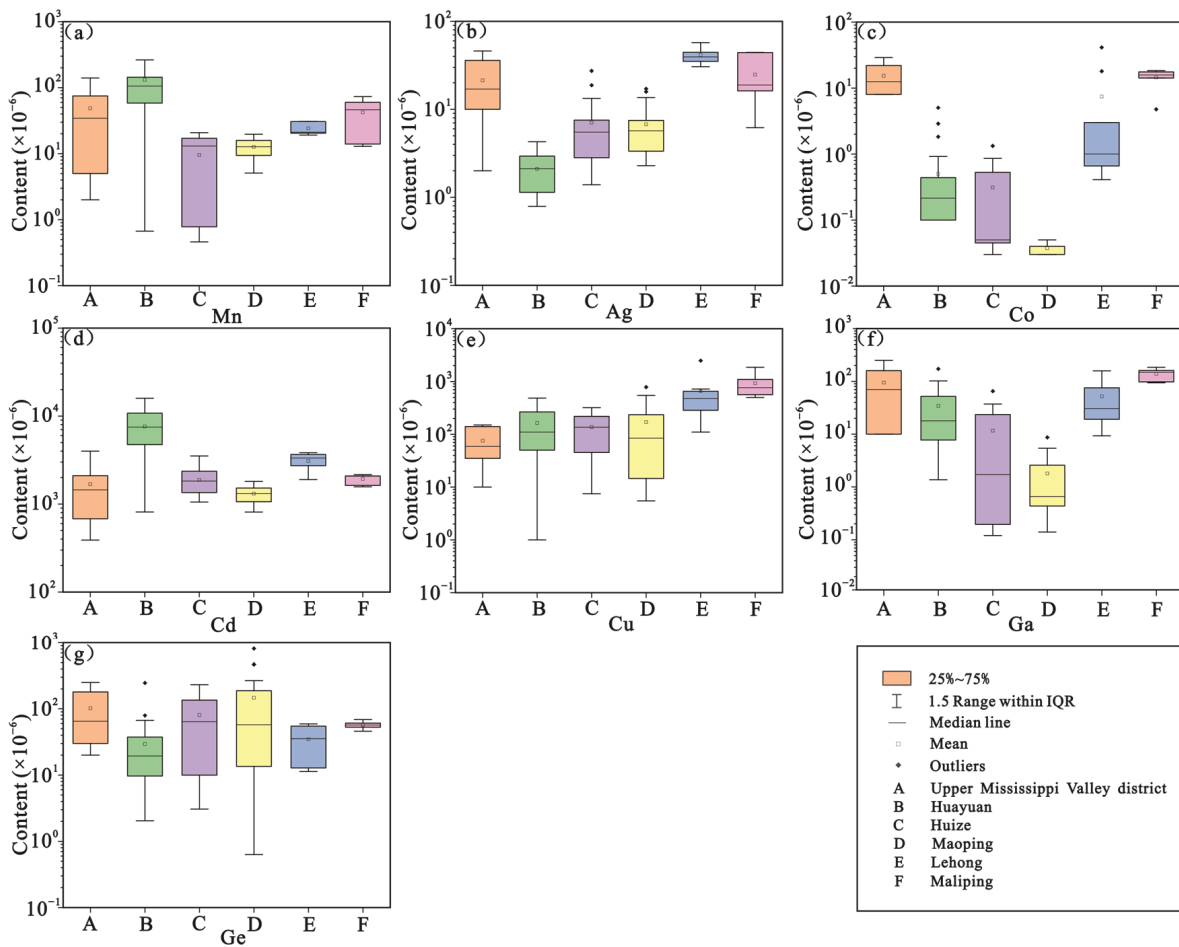 (a)
Content (×10⁻⁶)
10³
10²
10¹
10⁰
10⁻¹
A B C D E F
Mn
(b)
Content (×10⁻⁶)
10²
10¹
10⁰
10⁻¹
A B C D E F
Ag
(c)
Content (×10⁻⁶)
10²
10¹
10⁰
10⁻¹
10⁻²
A B C D E F
Co
(d)
Content (×10⁻⁶)
10⁵
10⁴
10³
10²
A B C D E F
Cd
(e)
Content (×10⁻⁶)
10⁴
10³
10²
10¹
10⁰
10⁻¹
A B C D E F
Cu
(f)
Content (×10⁻⁶)
10³
10²
10¹
10⁰
10⁻¹
10⁻²
A B C D E F
Ga
(g)
Content (×10⁻⁶)
10³
10²
10¹
10⁰
10⁻¹
A B C D E F
Ge
25%~75%
1.5 Range within IQR
Median line
Mean
Outliers
A Upper Mississippi Valley district
B Huayuan
C Huize
D Maoping
E Lehong
F Maliping